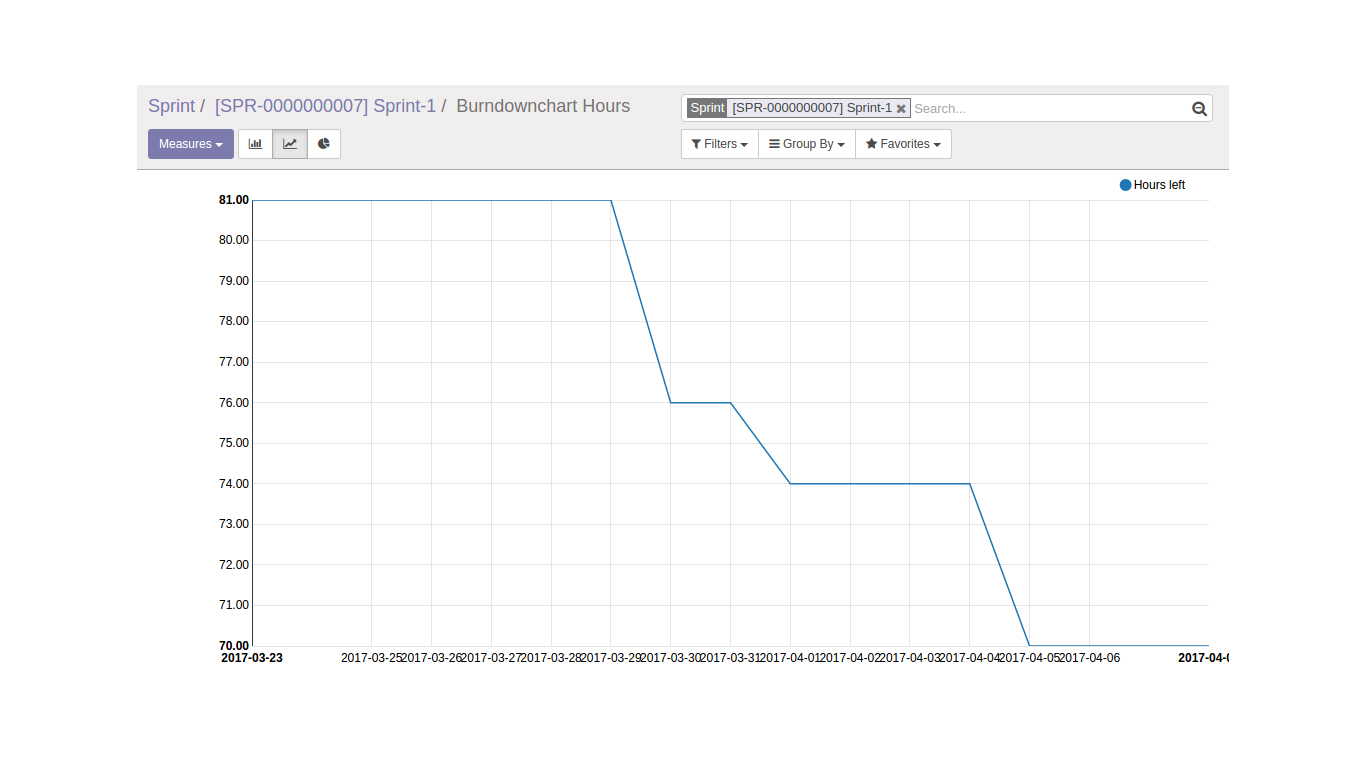 Sprint / [SPR-0000000007] Sprint-1 / Burndownchart Hours
Sprint [SPR-0000000007] Sprint-1 Search...
Measures
Filters Group By Favorites
Hours left
81.00
80.00
79.00
78.00
77.00
76.00
75.00
74.00
73.00
72.00
71.00
70.00
2017-03-23 2017-03-25 2017-03-26 2017-03-27 2017-03-28 2017-03-29 2017-03-30 2017-03-31 2017-04-01 2017-04-02 2017-04-03 2017-04-04 2017-04-05 2017-04-06